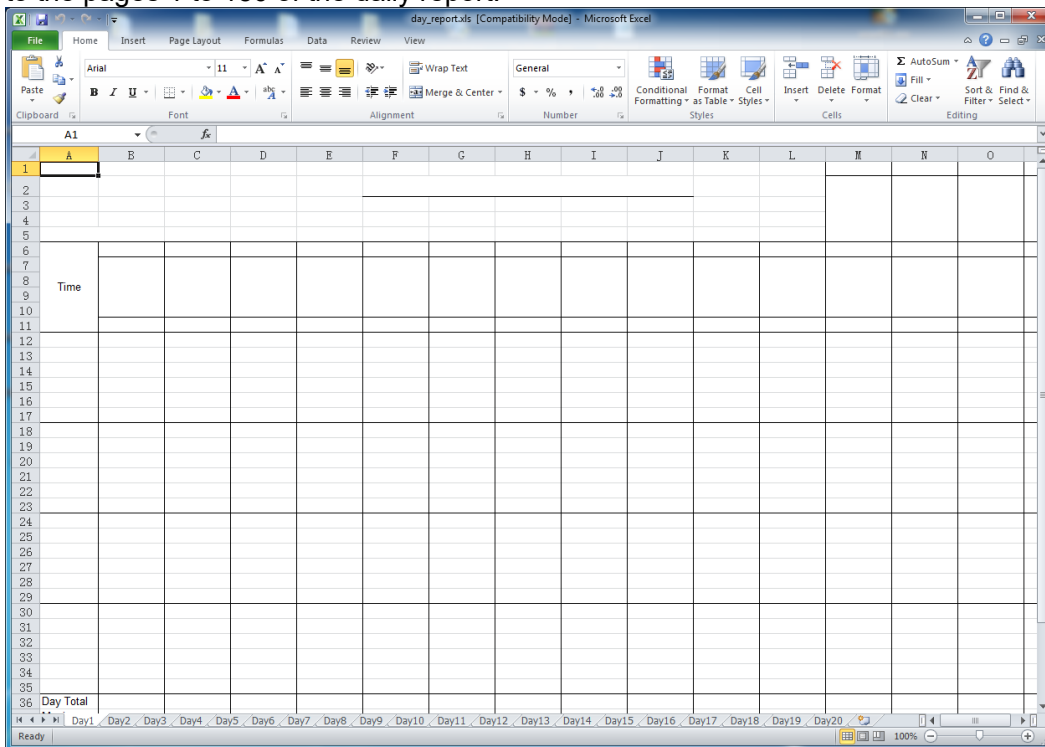 to the pages 1 to
of the daily report.
day_report.xls [Compatibility Mode] - Microsoft Excel
File Home Insert Page Layout Formulas Data Review View
Paste
Arial 11 A A
B I U A abc A
Wrap Text
Merge & Center
General
$ % , .0 .00 .00 .0
Conditional Formatting
Format as Table
Cell Styles
Insert Delete Format
Σ AutoSum
Fill
Clear
Sort & Filter
Find & Select
Clipboard Font Alignment Number Styles Cells Editing
A1 fx
A B C D E F G H I J K L M N O
1
2
3
4
5
6
7
8
Time
9
10
11
12
13
14
15
16
17
18
19
20
21
22
23
24
25
26
27
28
29
30
31
32
33
34
35
36 Day Total
Day1 Day2 Day3 Day4 Day5 Day6 Day7 Day8 Day9 Day10 Day11 Day12 Day13 Day14 Day15 Day16 Day17 Day18 Day19 Day20
Ready 100%